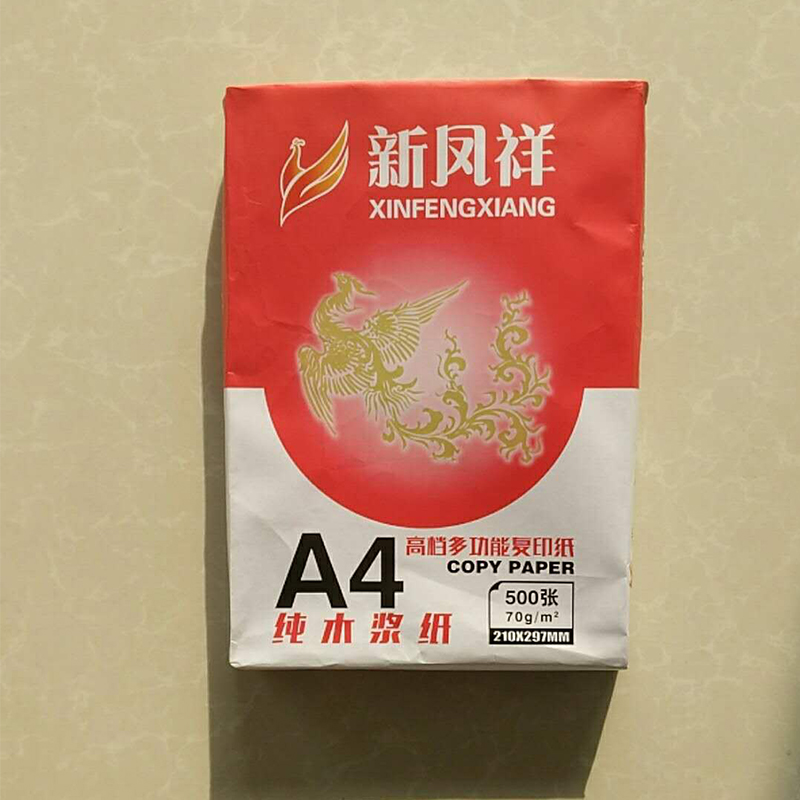 新凤祥
XINFENGXIANG
A4
高档多功能复印纸
COPY PAPER
500张
70g/m²
210X297MM
纯木浆纸